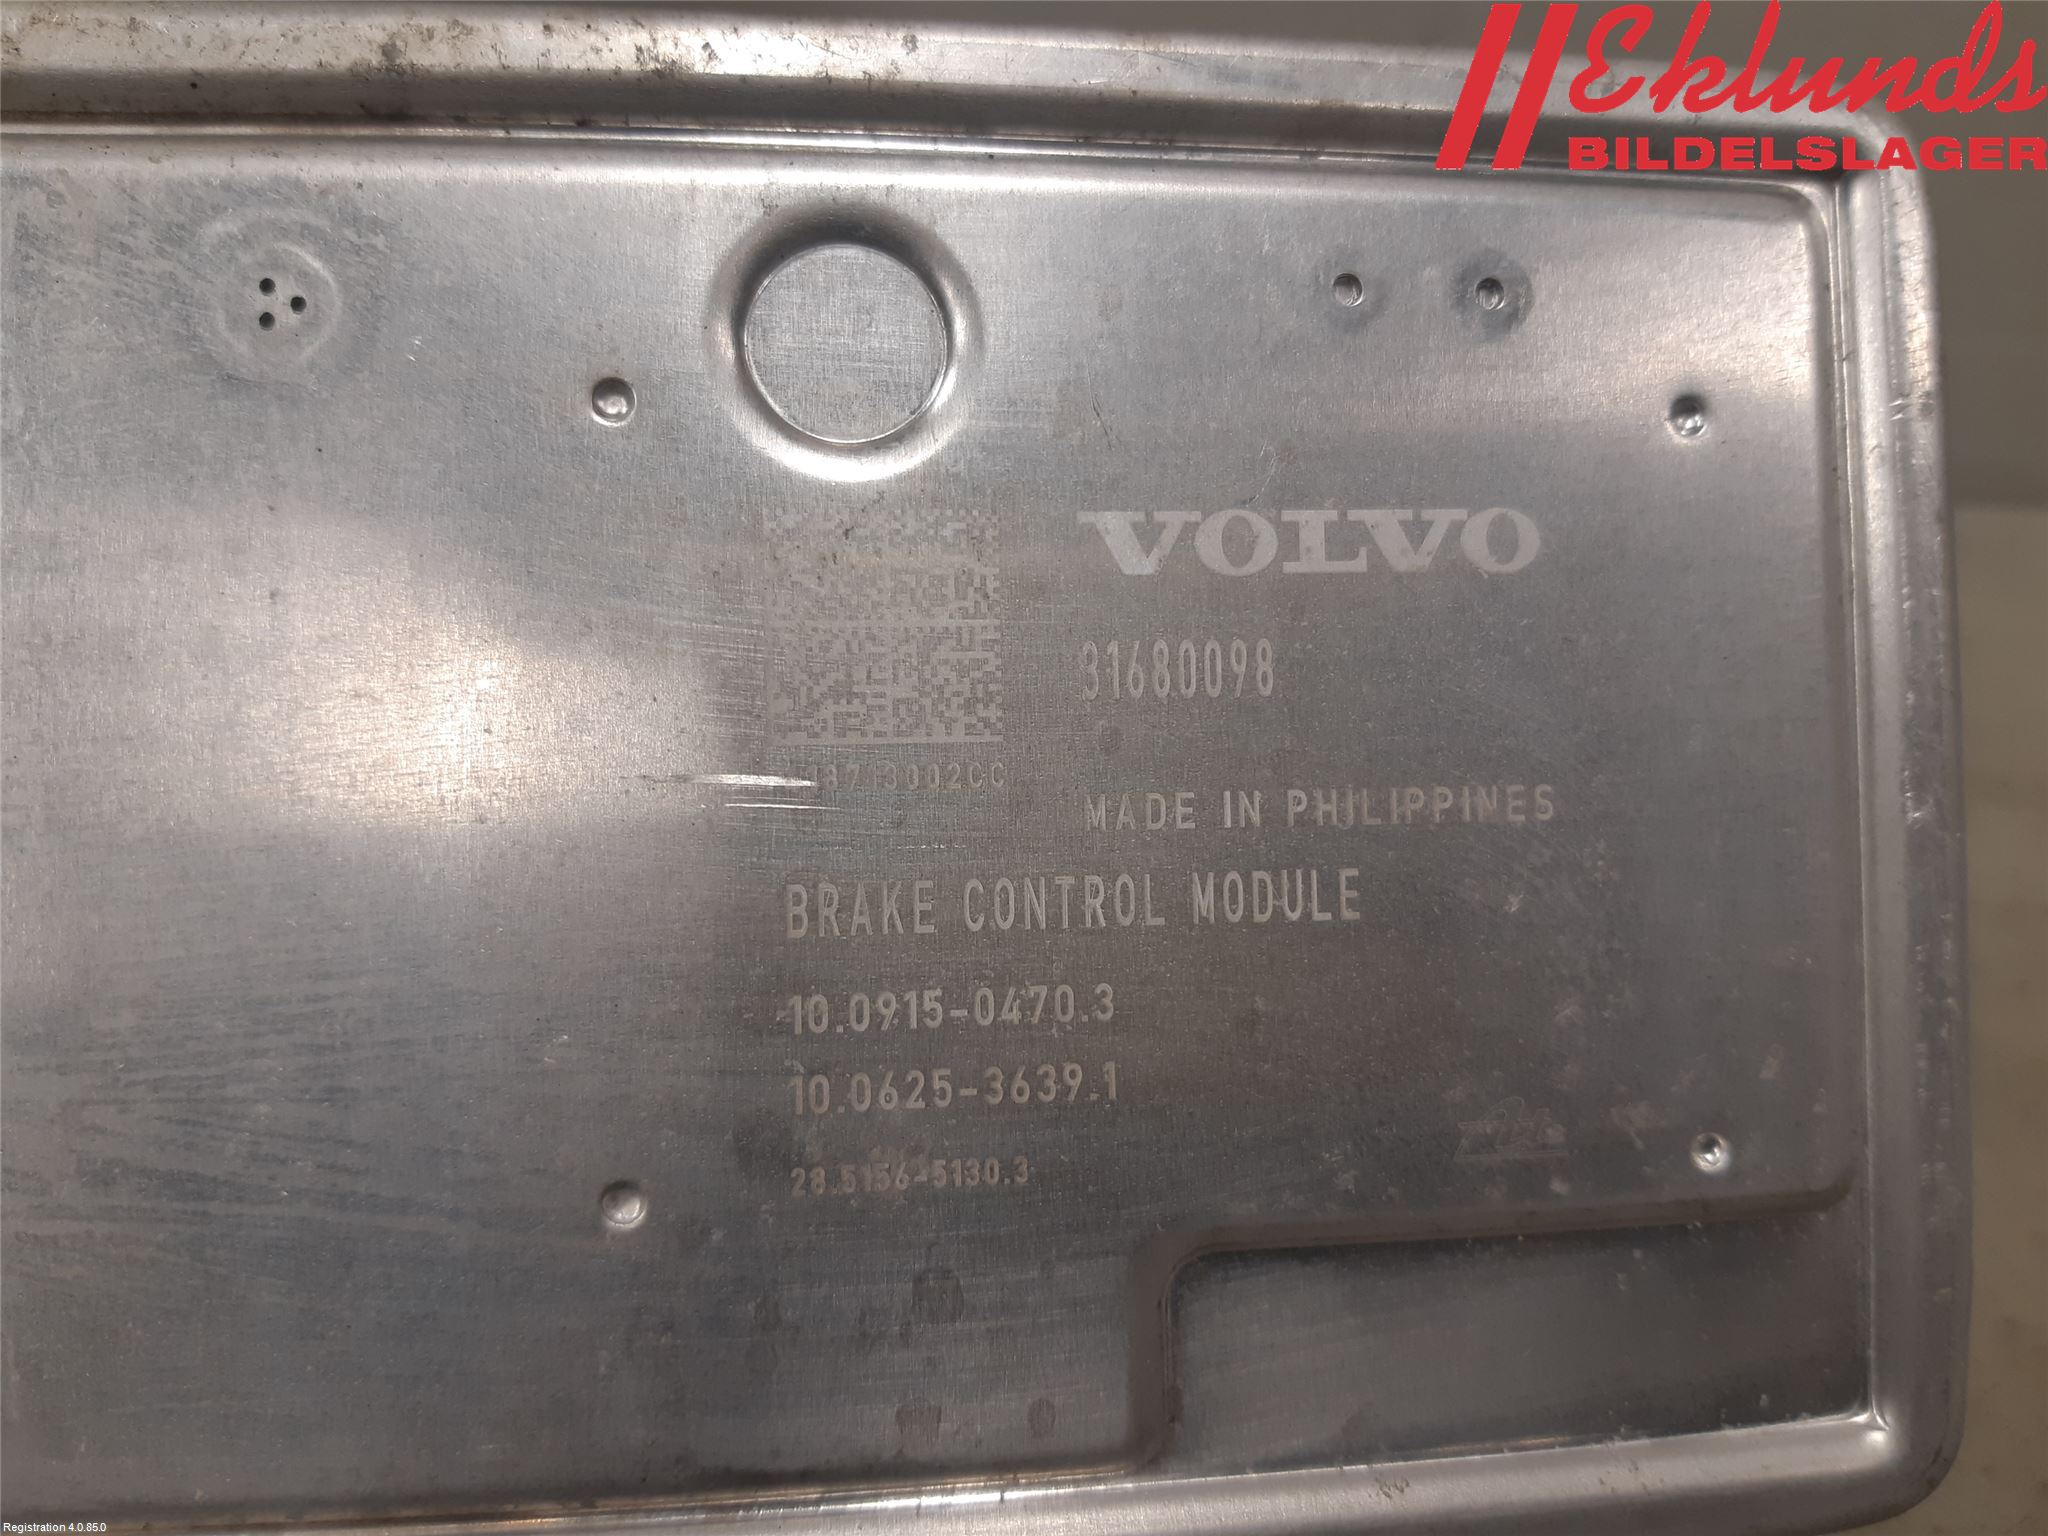 Eklunds
BILDELSLAGER
VOLVO
31680098
MADE IN PHILIPPINES
BRAKE CONTROL MODULE
10.0915-0470.3
10.0625-3639.1
28.5156-5130.3
Ate
Registration 4.0.85.0